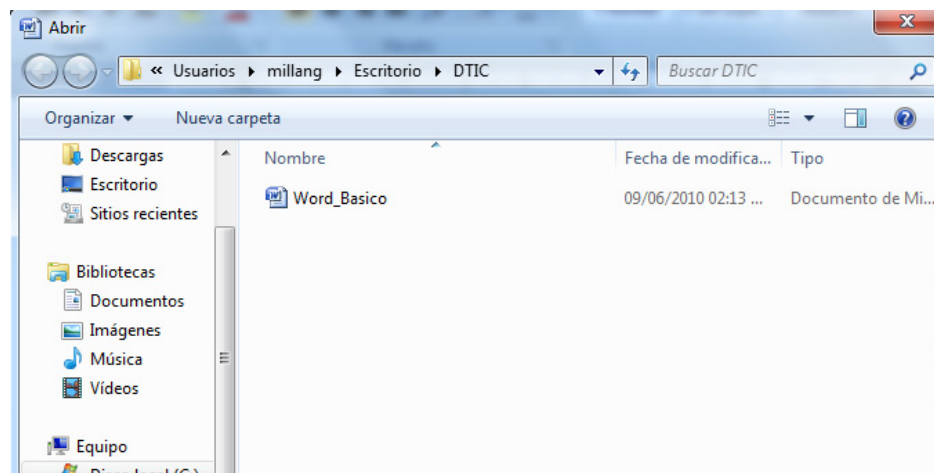 Abrir
« Usuarios ▸ millang ▸ Escritorio ▸ DTIC
Buscar DTIC
Organizar
Nueva carpeta
Descargas
Escritorio
Sitios recientes
Bibliotecas
Documentos
Imágenes
Música
Vídeos
Equipo
Nombre
Fecha de modifica...
Tipo
Word_Basico
09/06/2010 02:13 ...
Documento de Mi...